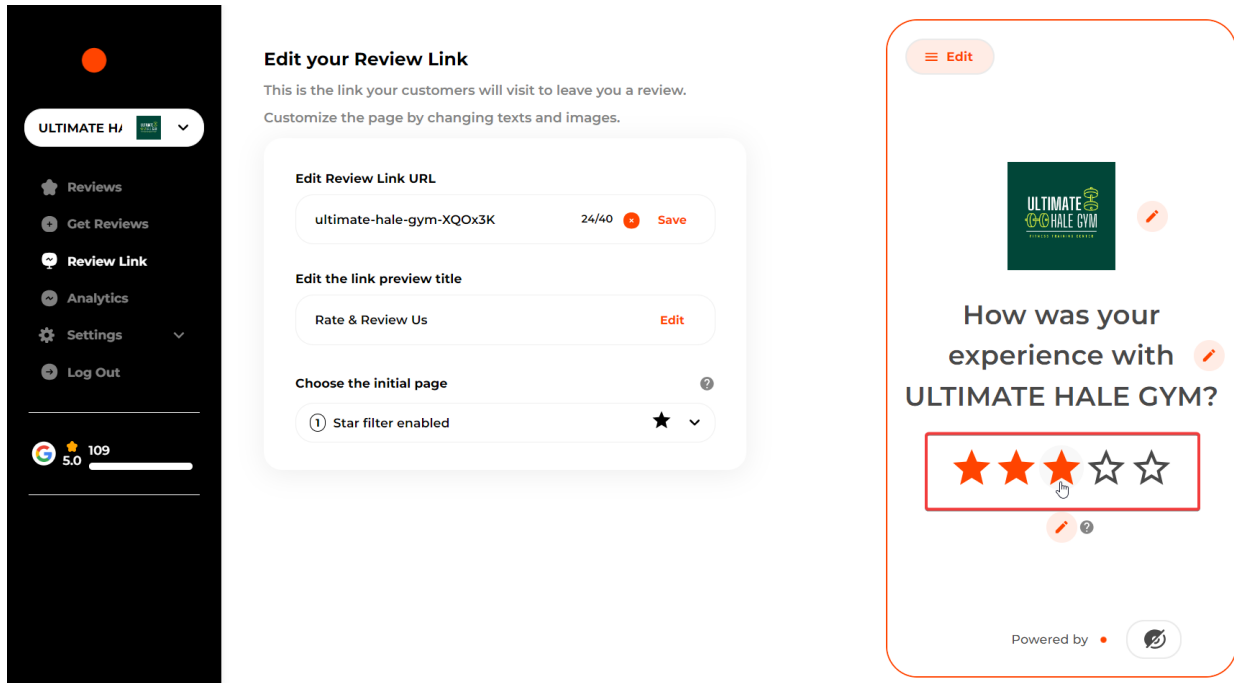 ULTIMATE H
Reviews
Get Reviews
Review Link
Analytics
Settings
Log Out
5.0
109
Edit your Review Link
This is the link your customers will visit to leave you a review.
Customize the page by changing texts and images.
Edit Review Link URL
ultimate-hale-gym-XQOx3K 24/40 Save
Edit the link preview title
Rate & Review Us Edit
Choose the initial page ?
1 Star filter enabled
Edit
ULTIMATE
HALE GYM
FITNESS TRAINING CENTER
How was your
experience with
ULTIMATE HALE GYM?
?
Powered by